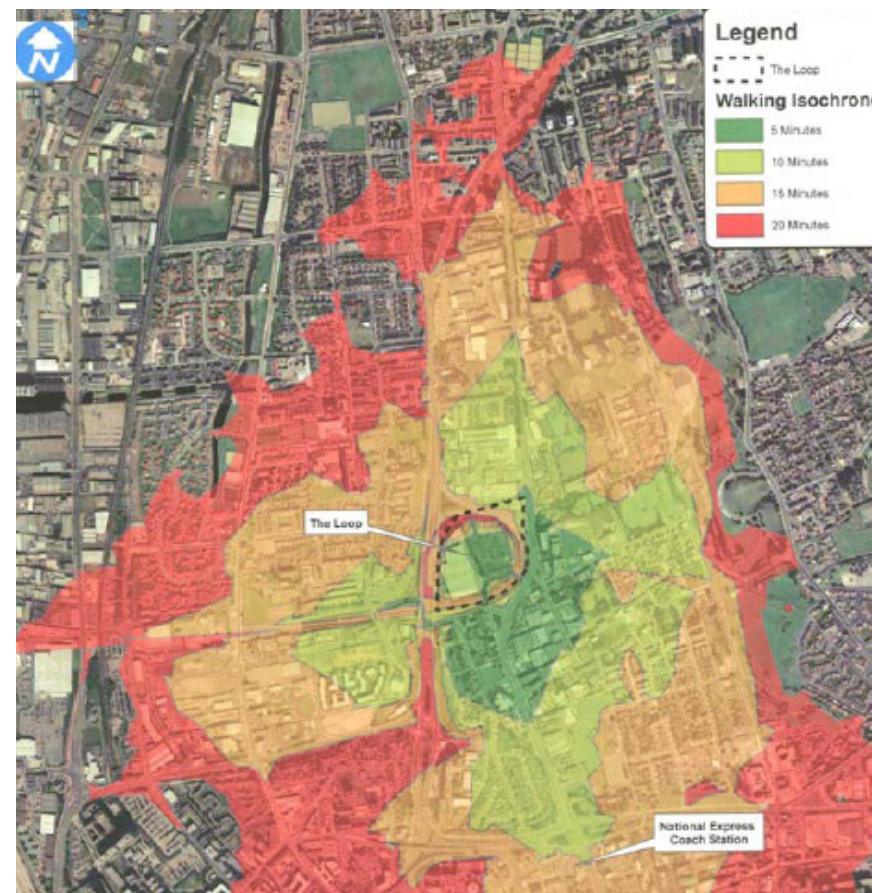 N
Legend
The Loop
Walking Isochrone
5 Minutes
10 Minutes
15 Minutes
20 Minutes
The Loop
National Express
Coach Station